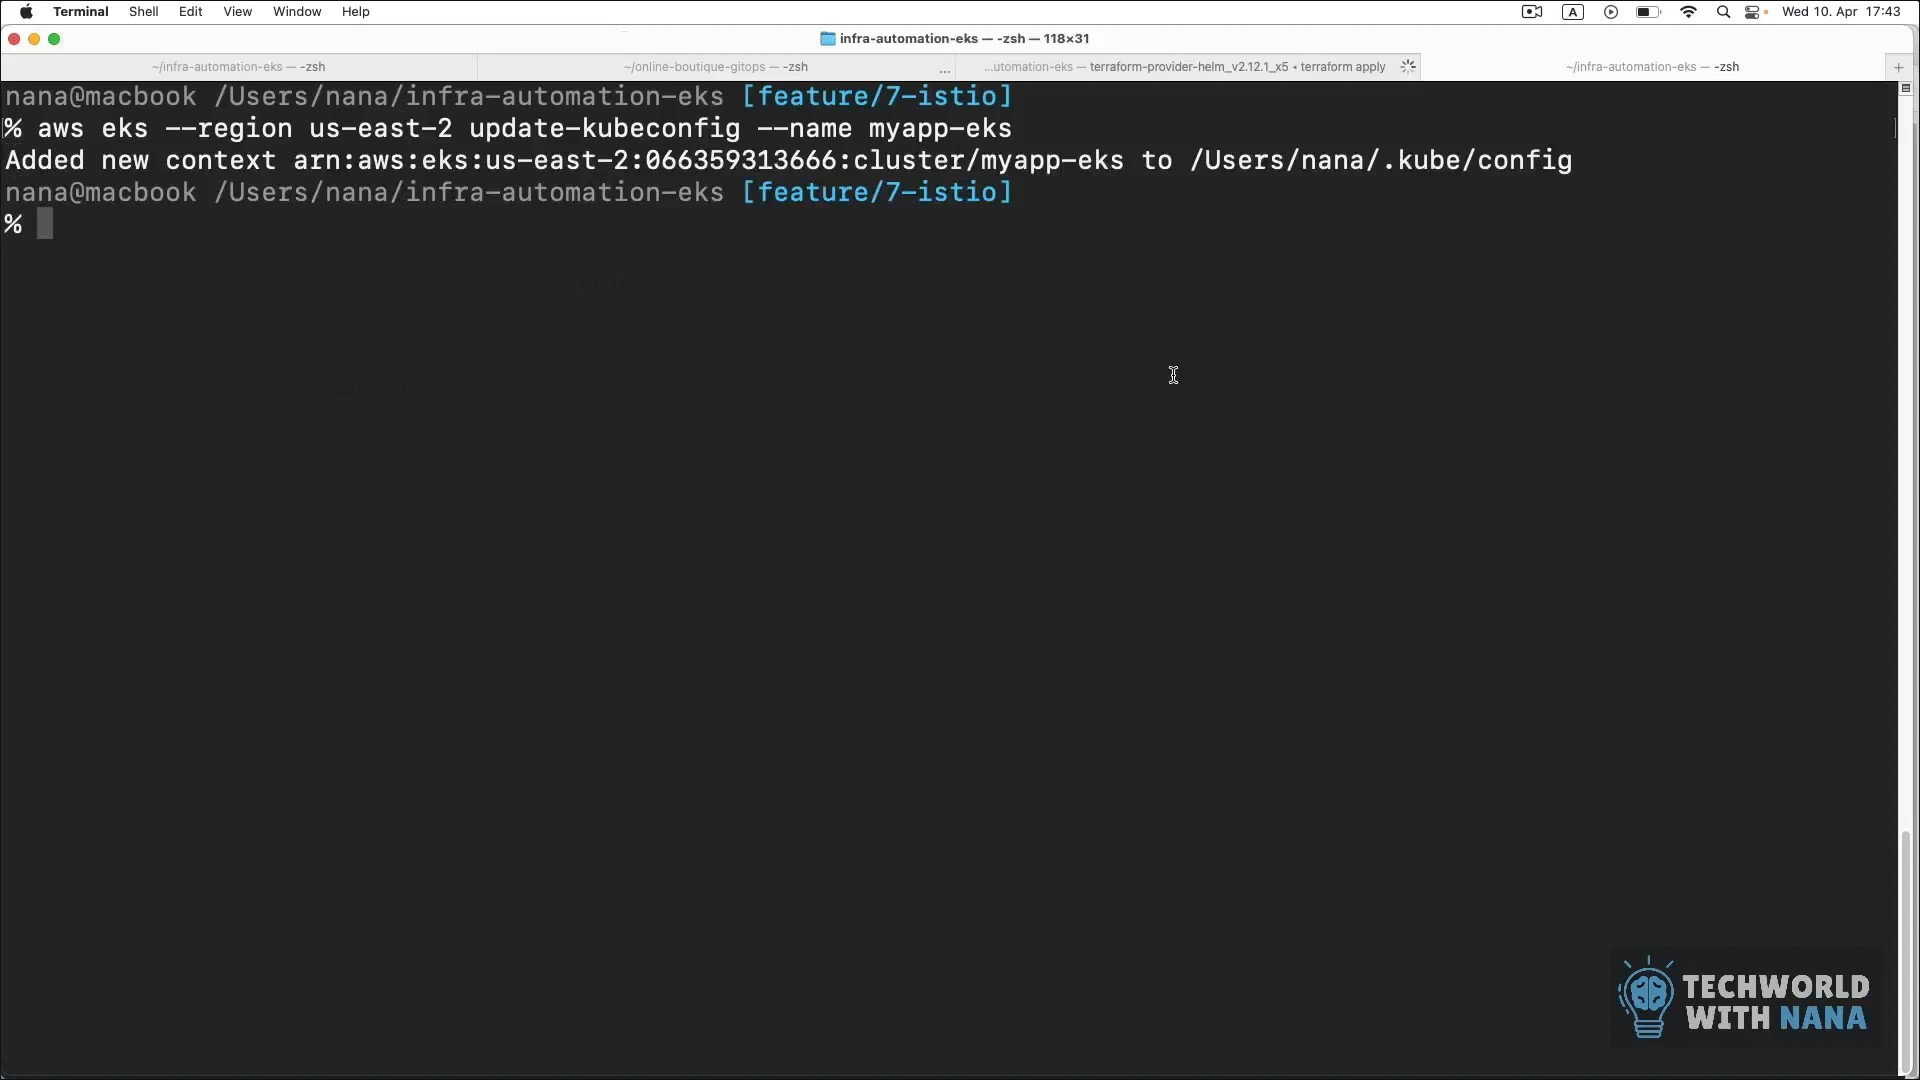 Terminal Shell Edit View Window Help A Wed 10. Apr 17:43
infra-automation-eks — -zsh — 118×31
~/infra-automation-eks — -zsh ~/online-boutique-gitops — -zsh ... ...utomation-eks — terraform-provider-helm_v2.12.1_x5 ◂ terraform apply ~/infra-automation-eks — -zsh +
nana@macbook /Users/nana/infra-automation-eks [feature/7-istio]
% aws eks --region us-east-2 update-kubeconfig --name myapp-eks
Added new context arn:aws:eks:us-east-2:066359313666:cluster/myapp-eks to /Users/nana/.kube/config
nana@macbook /Users/nana/infra-automation-eks [feature/7-istio]
%
TECHWORLD
WITH NANA